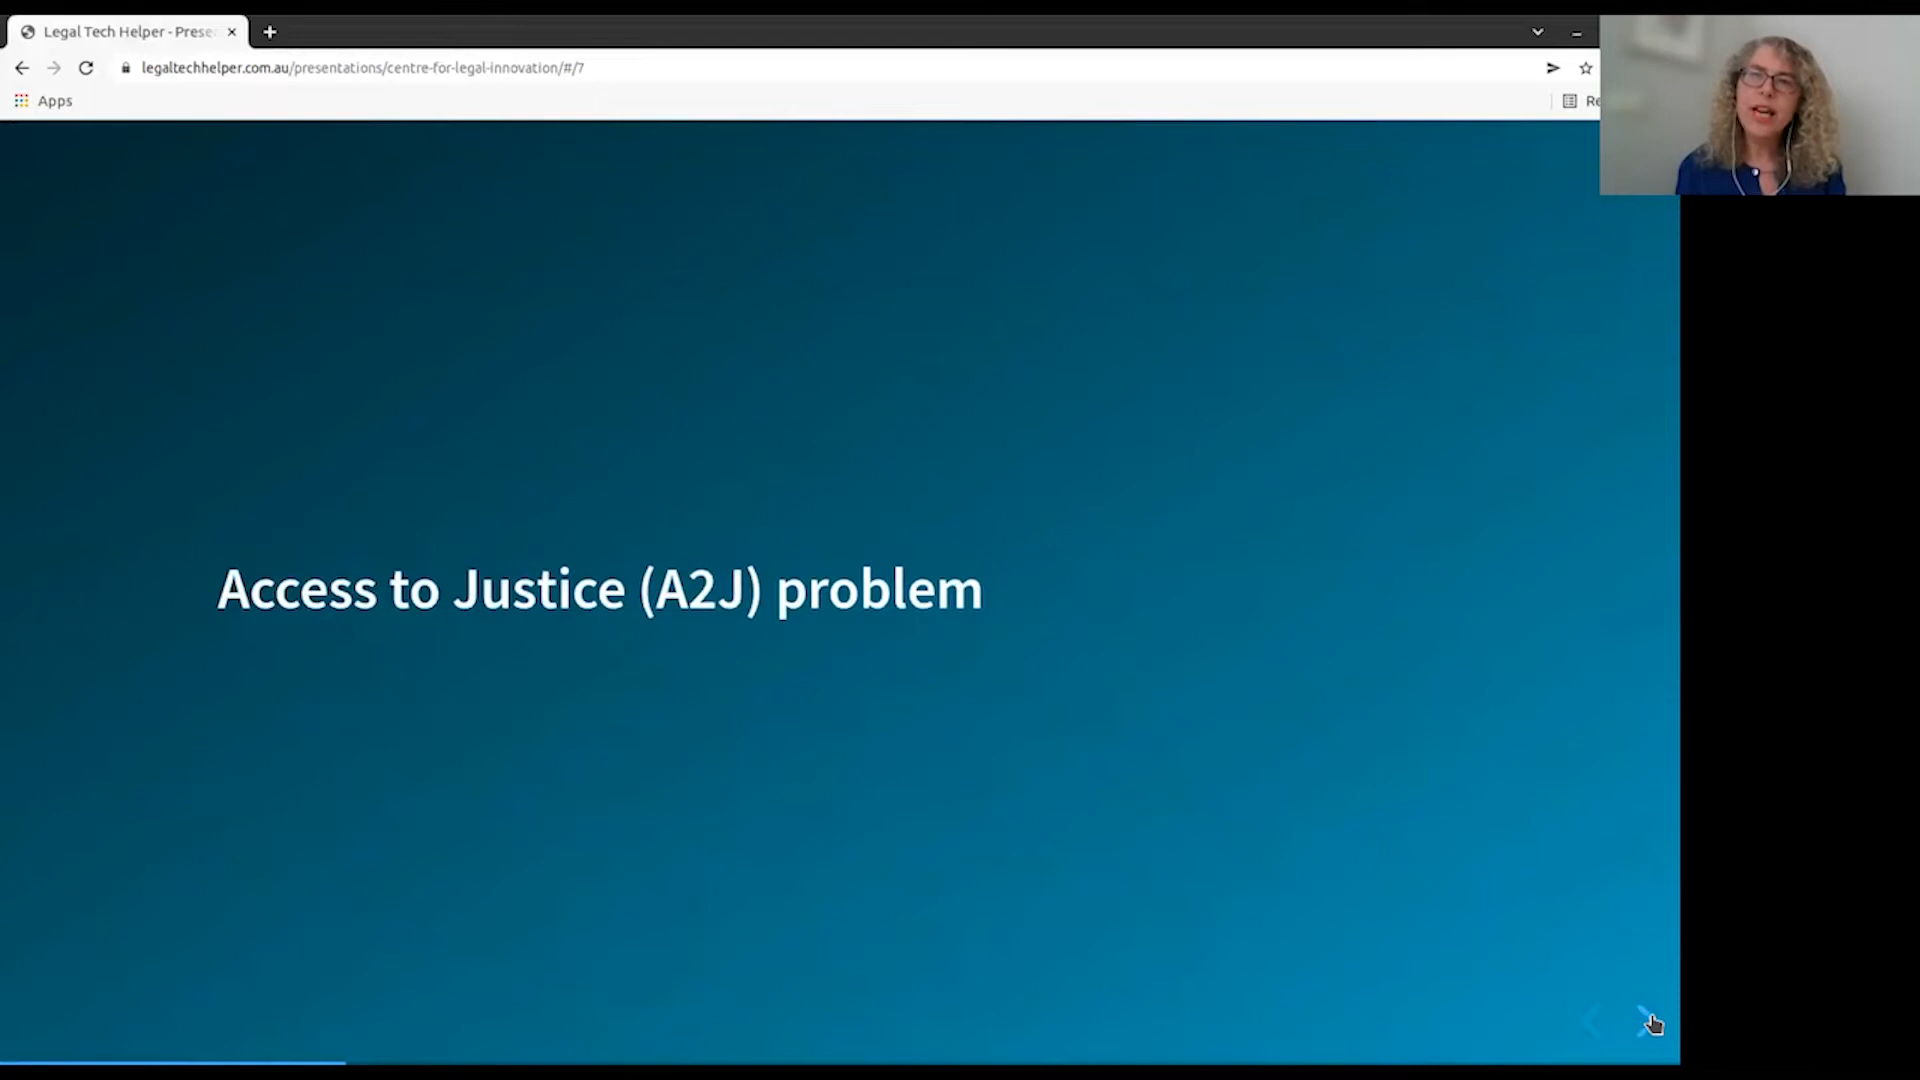 Legal Tech Helper - Prese
legaltechhelper.com.au/presentations/centre-for-legal-innovation/#/7
Apps
Re
Access to Justice (A2J) problem